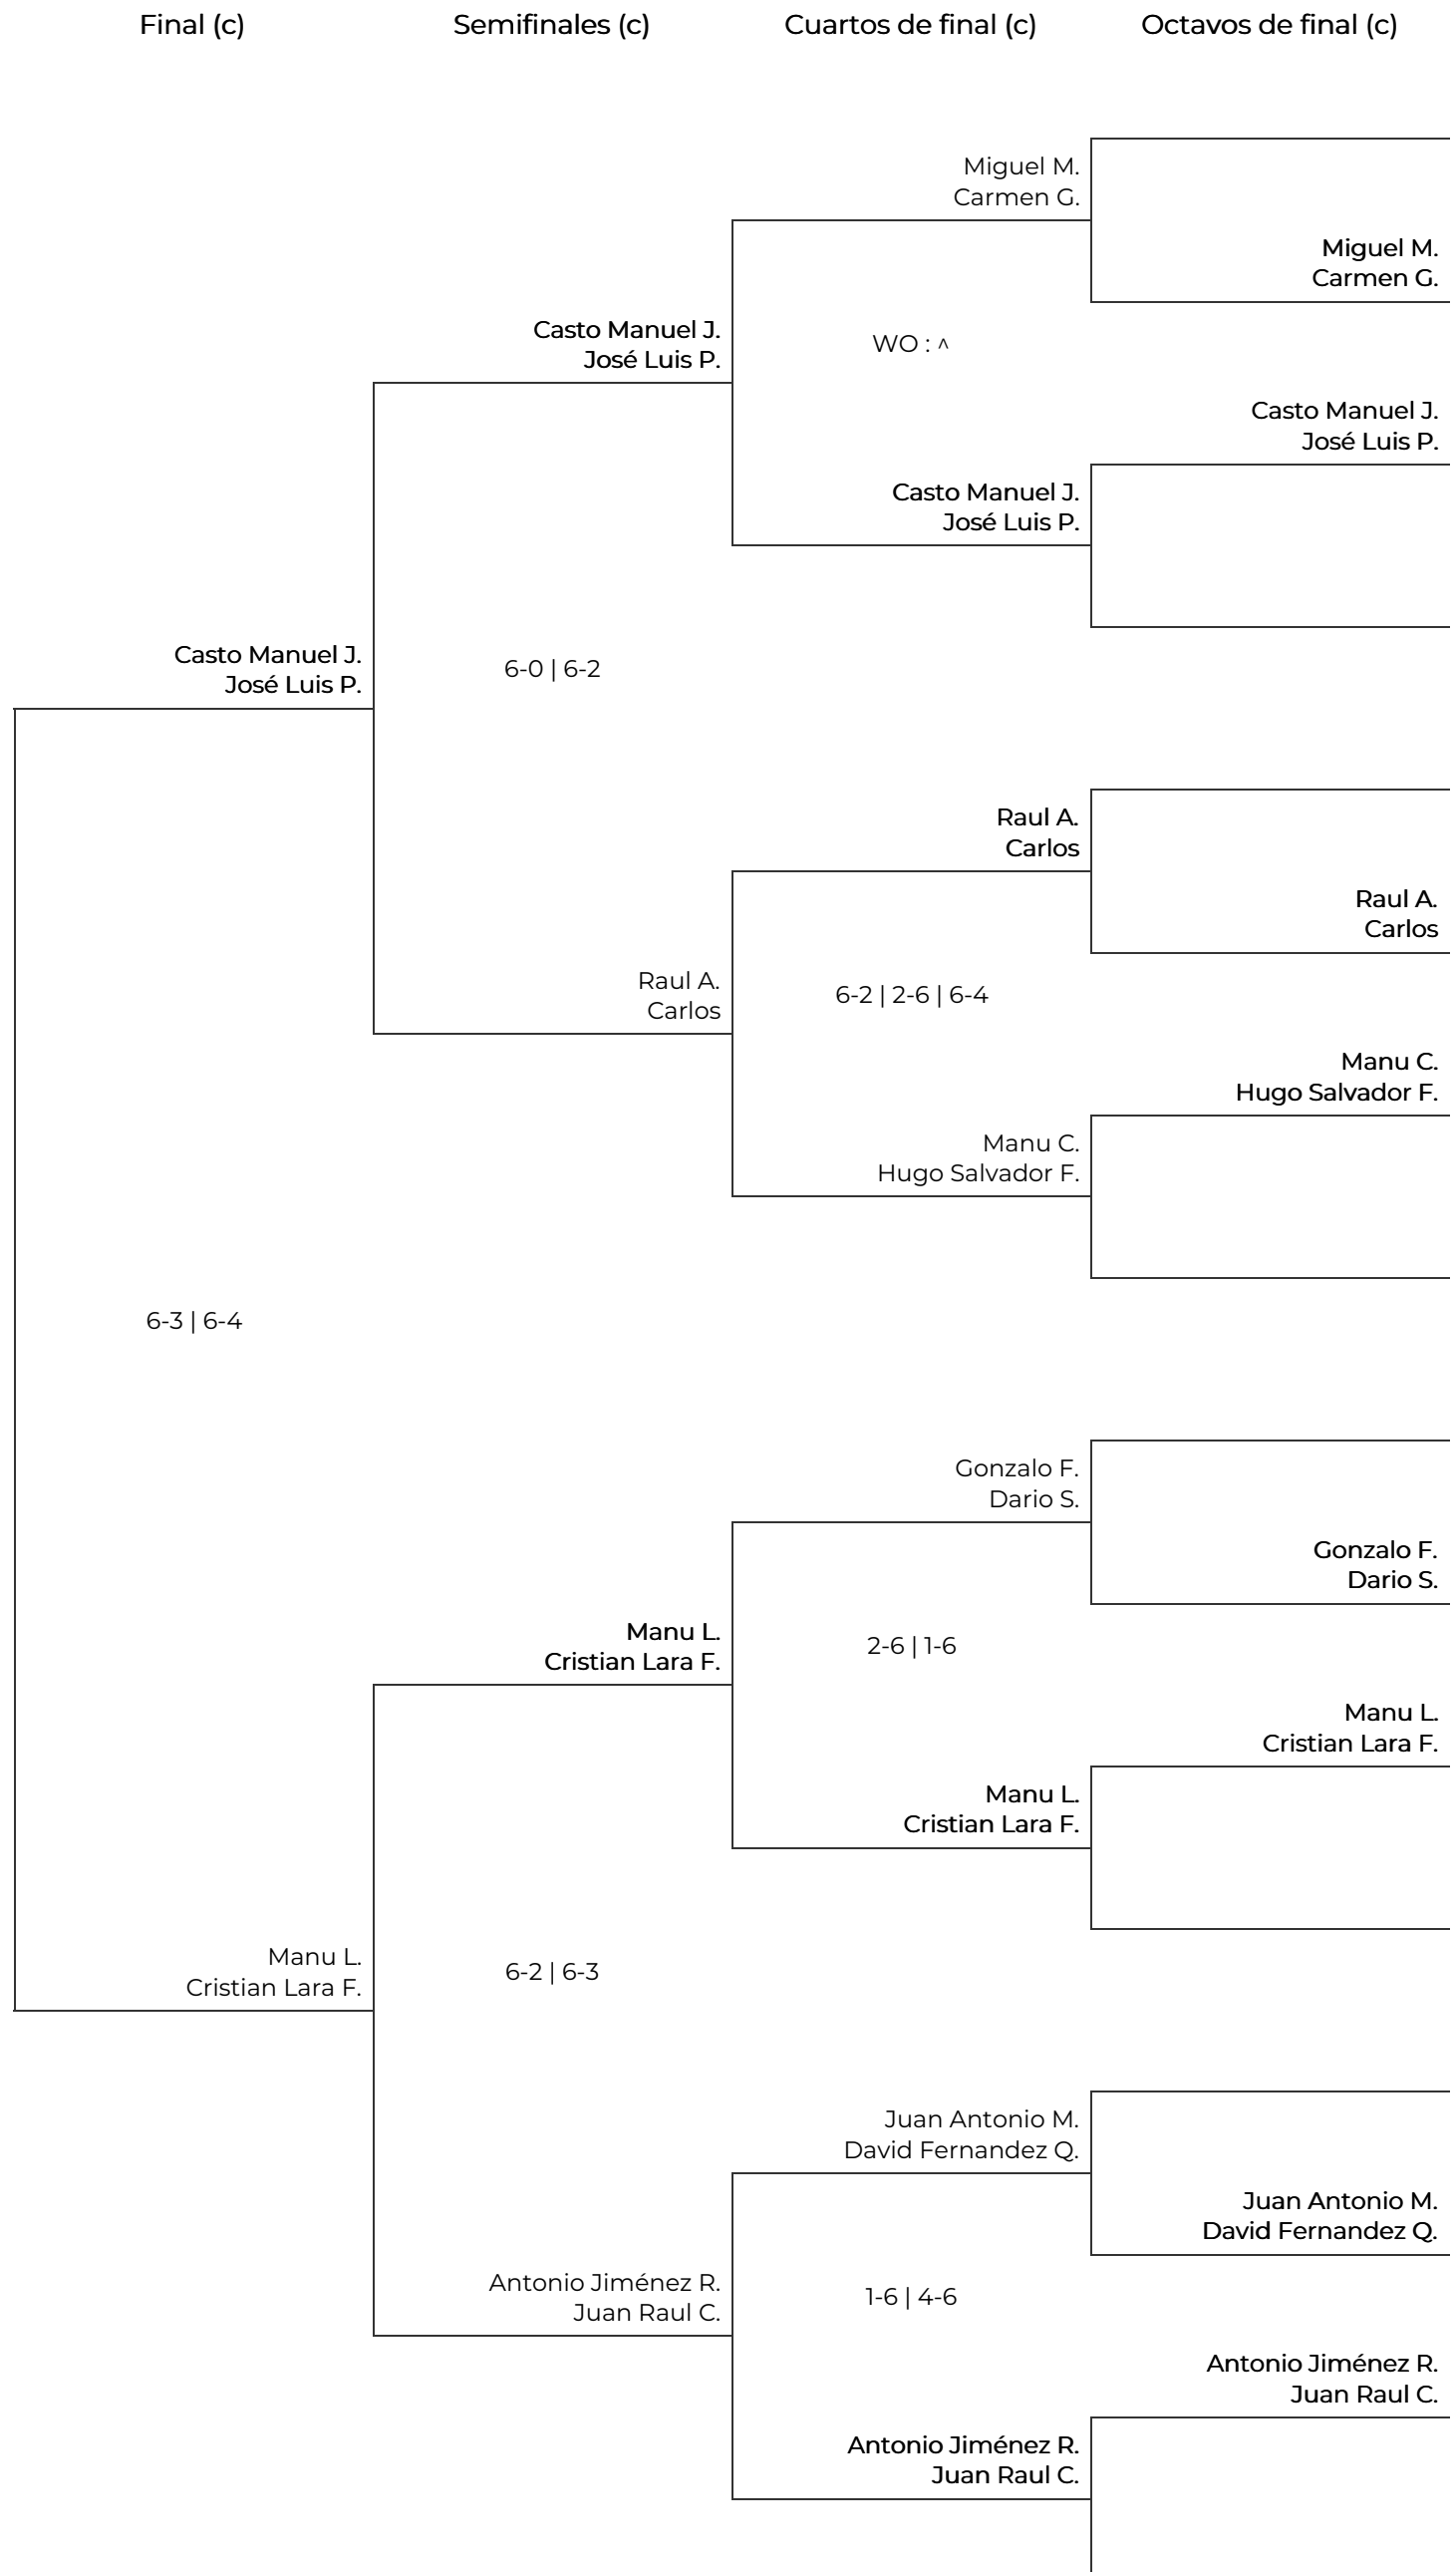 Final (c)
Semifinales (c)
Cuartos de final (c)
Octavos de final (c)
Miguel M.
Carmen G.
Miguel M.
Carmen G.
Casto Manuel J.
José Luis P.
WO : ^
Casto Manuel J.
José Luis P.
Casto Manuel J.
José Luis P.
Casto Manuel J.
José Luis P.
6-0 | 6-2
Raul A.
Carlos
Raul A.
Carlos
Raul A.
Carlos
6-2 | 2-6 | 6-4
Manu C.
Hugo Salvador F.
Manu C.
Hugo Salvador F.
6-3 | 6-4
Gonzalo F.
Dario S.
Gonzalo F.
Dario S.
Manu L.
Cristian Lara F.
2-6 | 1-6
Manu L.
Cristian Lara F.
Manu L.
Cristian Lara F.
Manu L.
Cristian Lara F.
6-2 | 6-3
Juan Antonio M.
David Fernandez Q.
Juan Antonio M.
David Fernandez Q.
Antonio Jiménez R.
Juan Raul C.
1-6 | 4-6
Antonio Jiménez R.
Juan Raul C.
Antonio Jiménez R.
Juan Raul C.